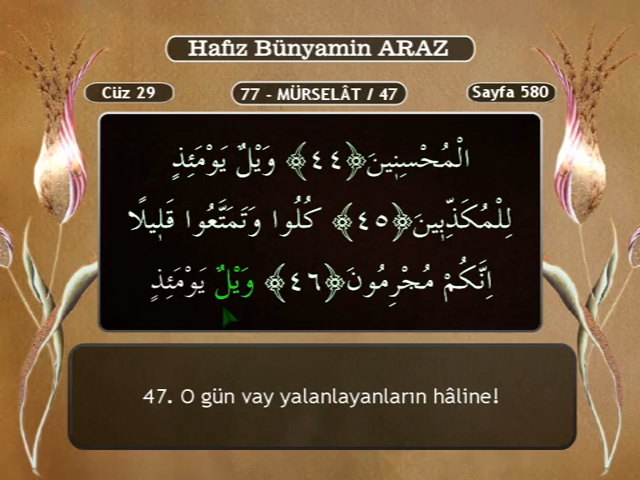 Hafız Bünyamin ARAZ
Cüz 29
77 - MÜRSELÂT / 47
Sayfa 580
الْمُحْسِنِينَ ﴿٤٤﴾ وَيْلٌ يَوْمَئِذٍ
لِلْمُكَذِّبِينَ ﴿٤٥﴾ كُلُوا وَتَمَتَّعُوا قَلِيلًا
اِنَّكُمْ مُجْرِمُونَ ﴿٤٦﴾ وَيْلٌ يَوْمَئِذٍ
47. O gün vay yalanlayanların hâline!